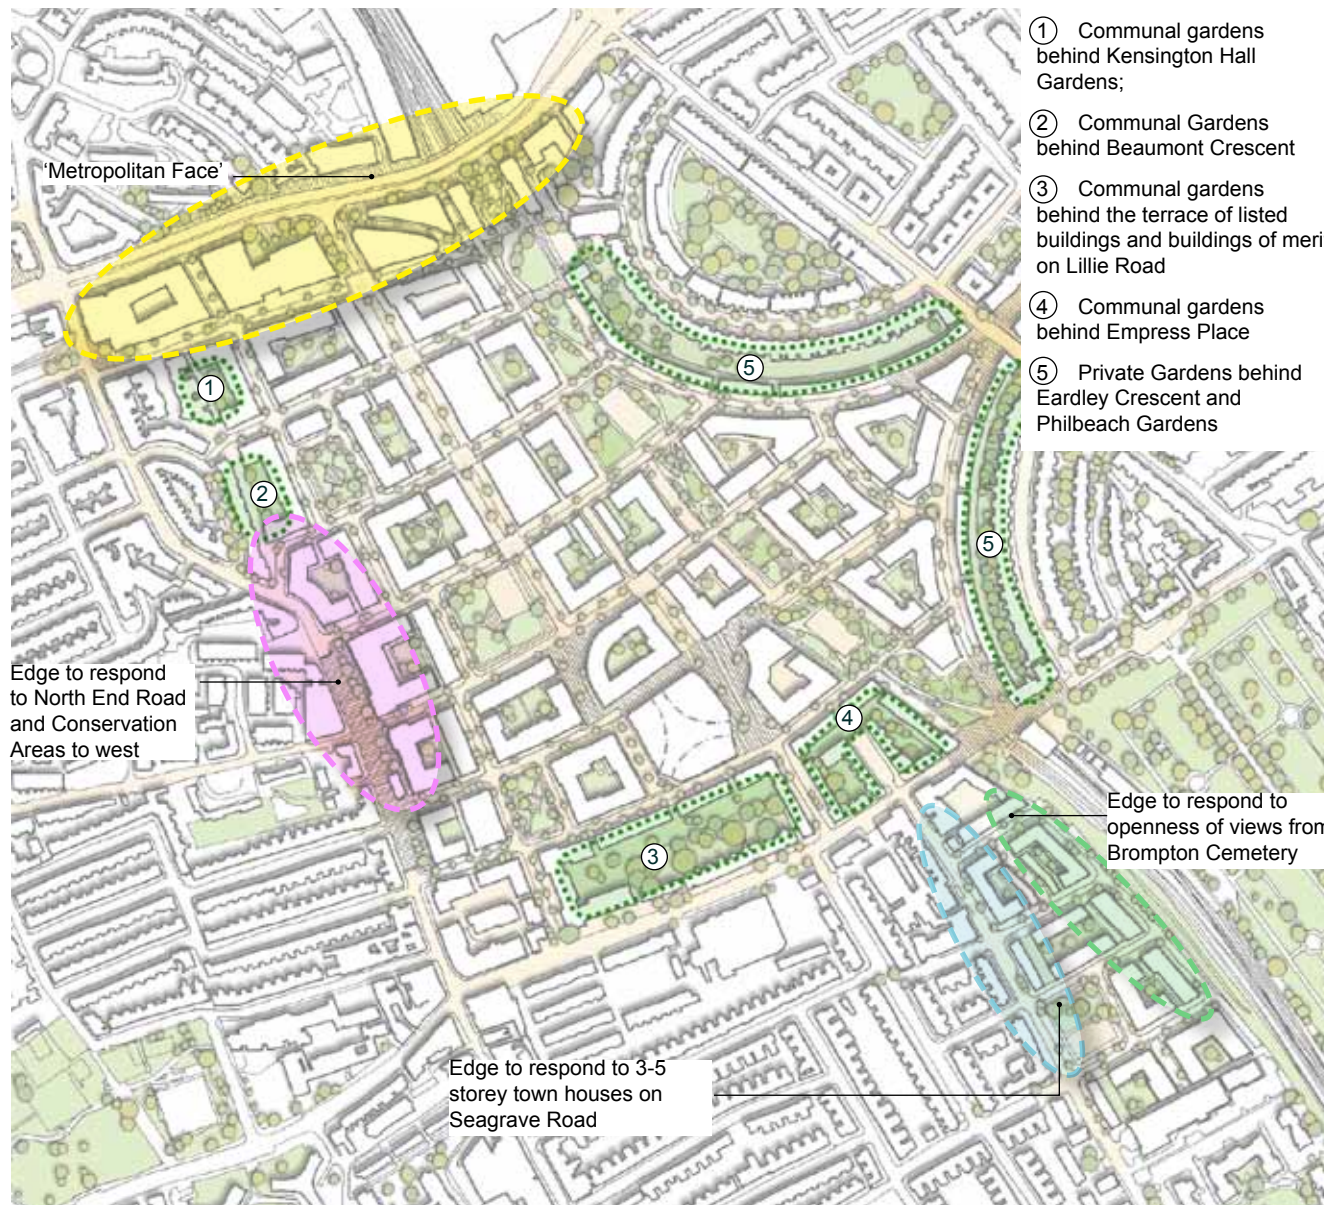 ① Communal gardens
behind Kensington Hall
Gardens;
② Communal Gardens
behind Beaumont Crescent
③ Communal gardens
behind the terrace of listed
buildings and buildings of meri
on Lillie Road
④ Communal gardens
behind Empress Place
⑤ Private Gardens behind
Eardley Crescent and
Philbeach Gardens
'Metropolitan Face'
1
5
2
5
Edge to respond
to North End Road
and Conservation
Areas to west
4
3
Edge to respond to
openness of views from
Brompton Cemetery
Edge to respond to 3-5
storey town houses on
Seagrave Road